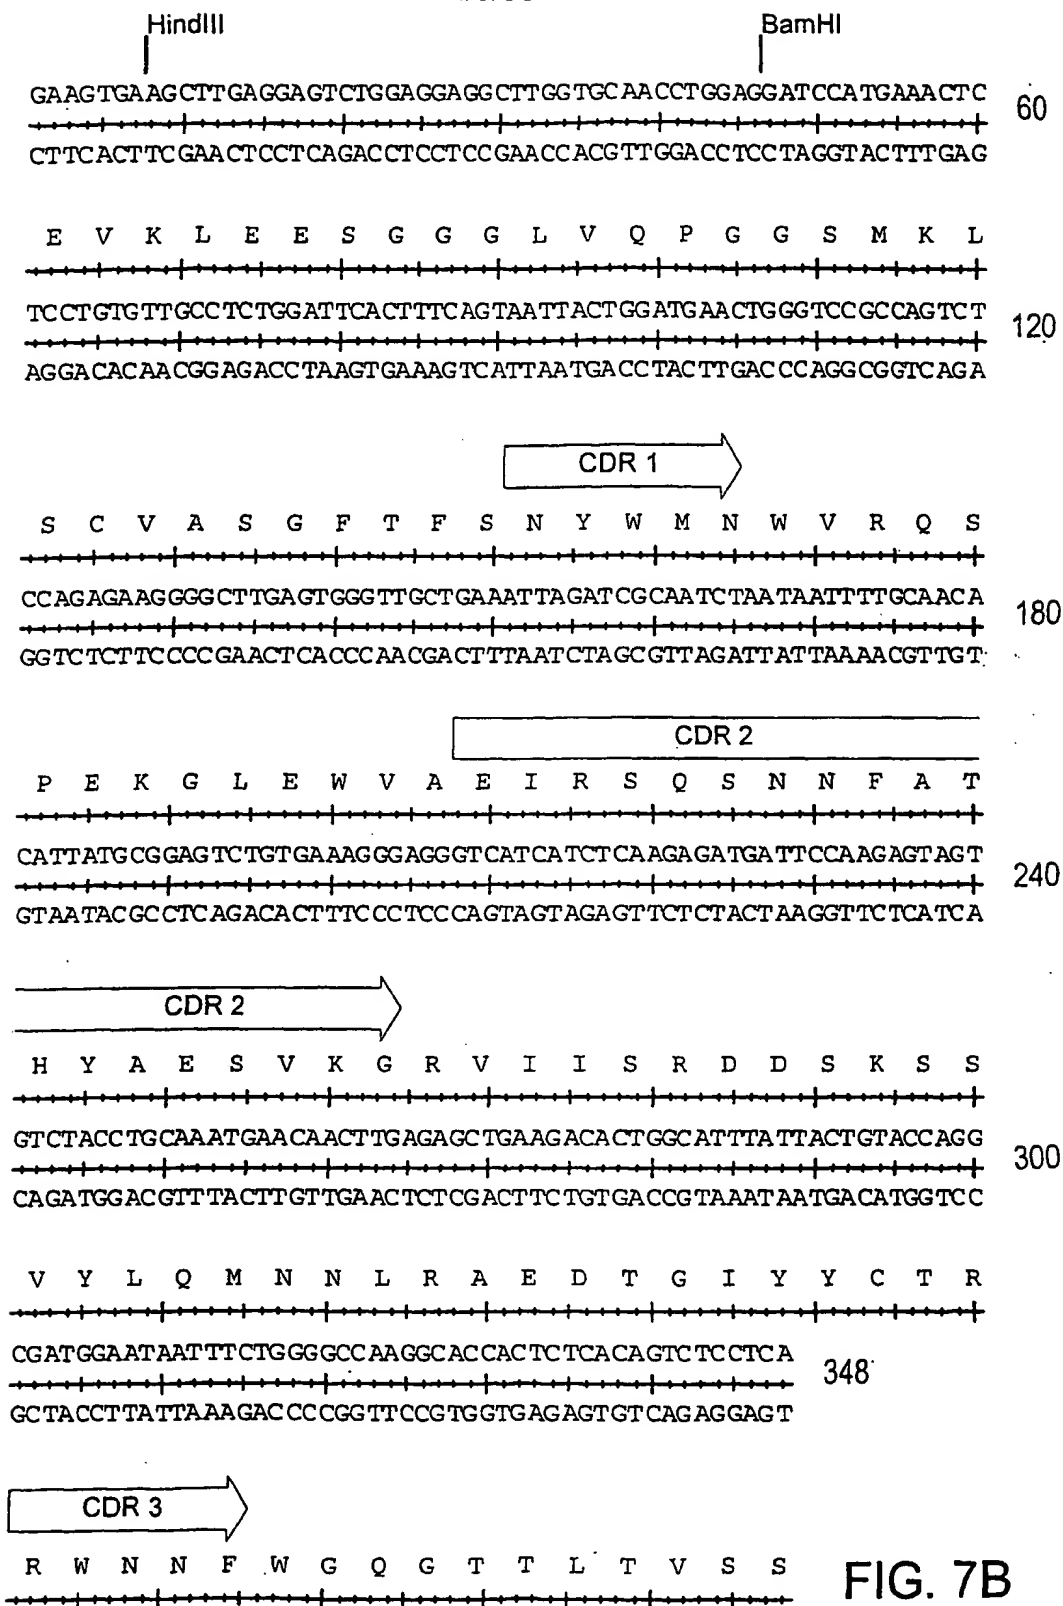 HindIII BamHI
GAAGTGAAGCTTGAGGAGTCTGGAGGAGGCTTGGTGCAACCTGGAGGATCCATGAAACTC 60
CTTCACTTCGAACTCCTCAGACCTCCTCCGAACCACGTTGGACCTCCTAGGTACTTTGAG
E V K L E E S G G G L V Q P G G S M K L
TCCTGTGTTGCCTCTGGATTCACTTTCAGTAATTACTGGATGAACTGGGTCCGCCAGTCT 120
AGGACACAACGGAGACCTAAGTGAAAGTCATTAATGACCTACTTGACCCAGGCGGTCAGA
CDR 1
S C V A S G F T F S N Y W M N W V R Q S
CCAGAGAAGGGGCTTGAGTGGGTTGCTGAAATTAGATCGCAATCTAATAATTTTGCAACA 180
GGTCTCTTCCCCGAACTCACCCAACGACTTTAATCTAGCGTTAGATTATTAAAACGTTGT
CDR 2
P E K G L E W V A E I R S Q S N N F A T
CATTATGCGGAGTCTGTGAAAGGGAGGGTCATCATCTCAAGAGATGATTCCAAGAGTAGT 240
GTAATACGCCTCAGACACTTTCCCTCCCAGTAGTAGAGTTCTCTACTAAGGTTCTCATCA
CDR 2
H Y A E S V K G R V I I S R D D S K S S
GTCTACCTGCAAATGAACAACTTGAGAGCTGAAGACACTGGCATTTATTACTGTACCAGG 300
CAGATGGACGTTTACTTGTTGAACTCTCGACTTCTGTGACCGTAAATAATGACATGGTCC
V Y L Q M N N L R A E D T G I Y Y C T R
CGATGGAATAATTTCTGGGGCCAAGGCACCACTCTCACAGTCTCCTCA 348
GCTACCTTATTAAAGACCCCGGTTCCGTGGTGAGAGTGTCAGAGGAGT
CDR 3
R W N N F W G Q G T T L T V S S
FIG. 7B